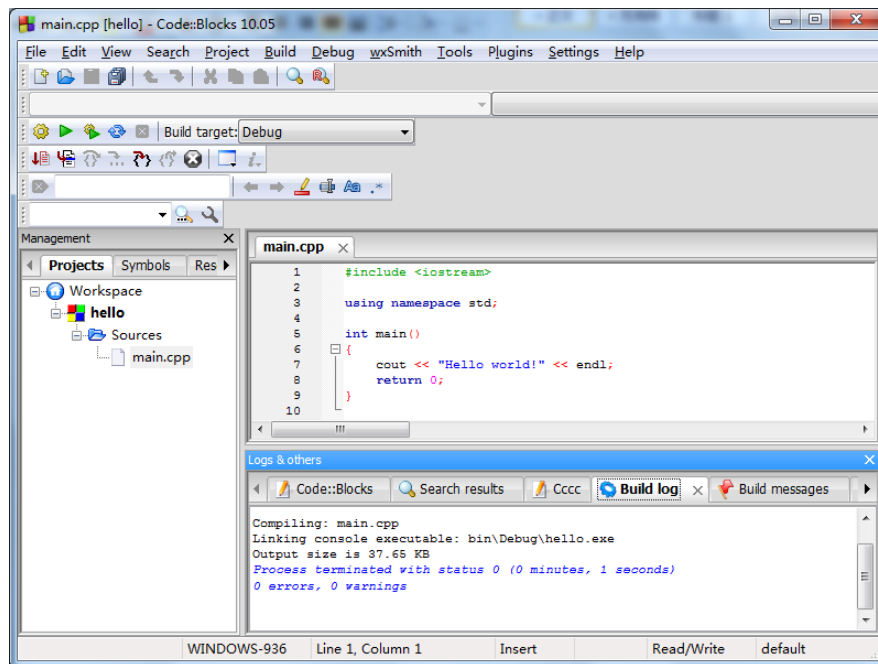 main.cpp [hello] - Code::Blocks 10.05
File Edit View Search Project Build Debug wxSmith Tools Plugins Settings Help
Build target: Debug
Management
Projects Symbols Res
Workspace
hello
Sources
main.cpp
main.cpp
1 #include <iostream>
2
3 using namespace std;
4
5 int main()
6 {
7 cout << "Hello world!" << endl;
8 return 0;
9 }
10
Logs & others
Code::Blocks Search results Cccc Build log Build messages
Compiling: main.cpp
Linking console executable: bin\Debug\hello.exe
Output size is 37.65 KB
Process terminated with status 0 (0 minutes, 1 seconds)
0 errors, 0 warnings
WINDOWS-936 Line 1, Column 1 Insert Read/Write default